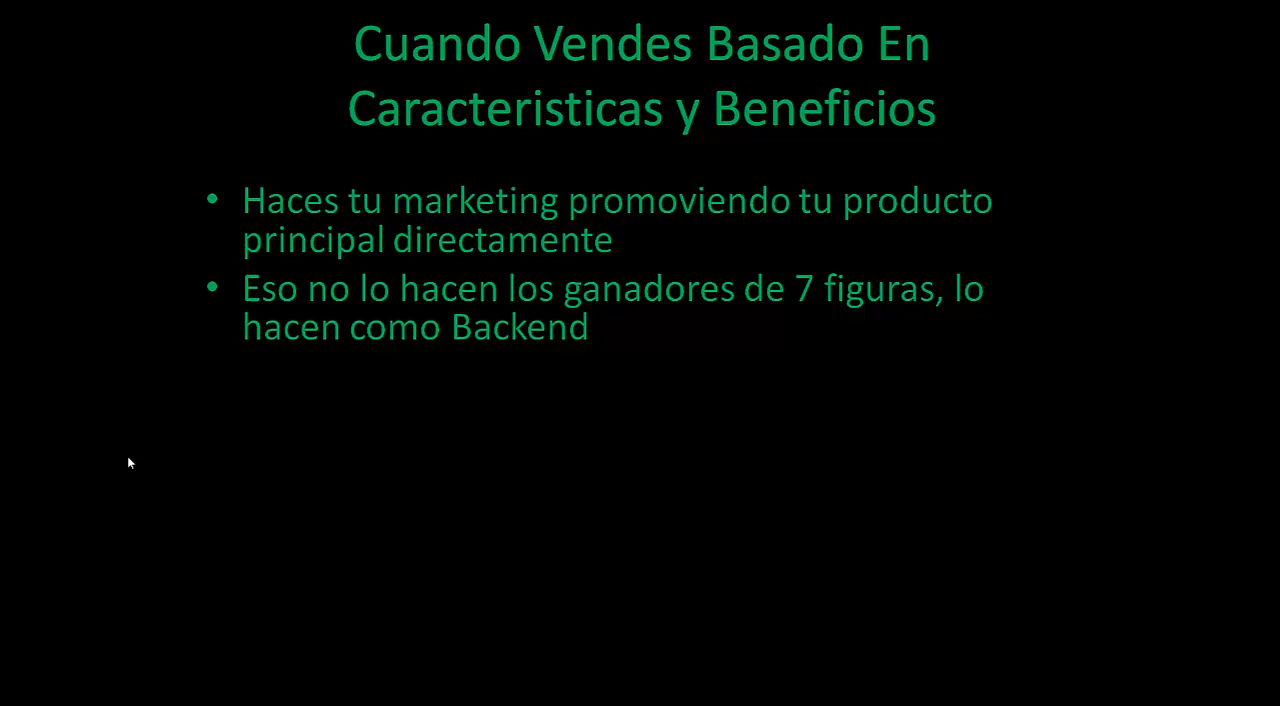 Cuando Vendes Basado En
Caracteristicas y Beneficios
• Haces tu marketing promoviendo tu producto
principal directamente
• Eso no lo hacen los ganadores de 7 figuras, lo
hacen como Backend